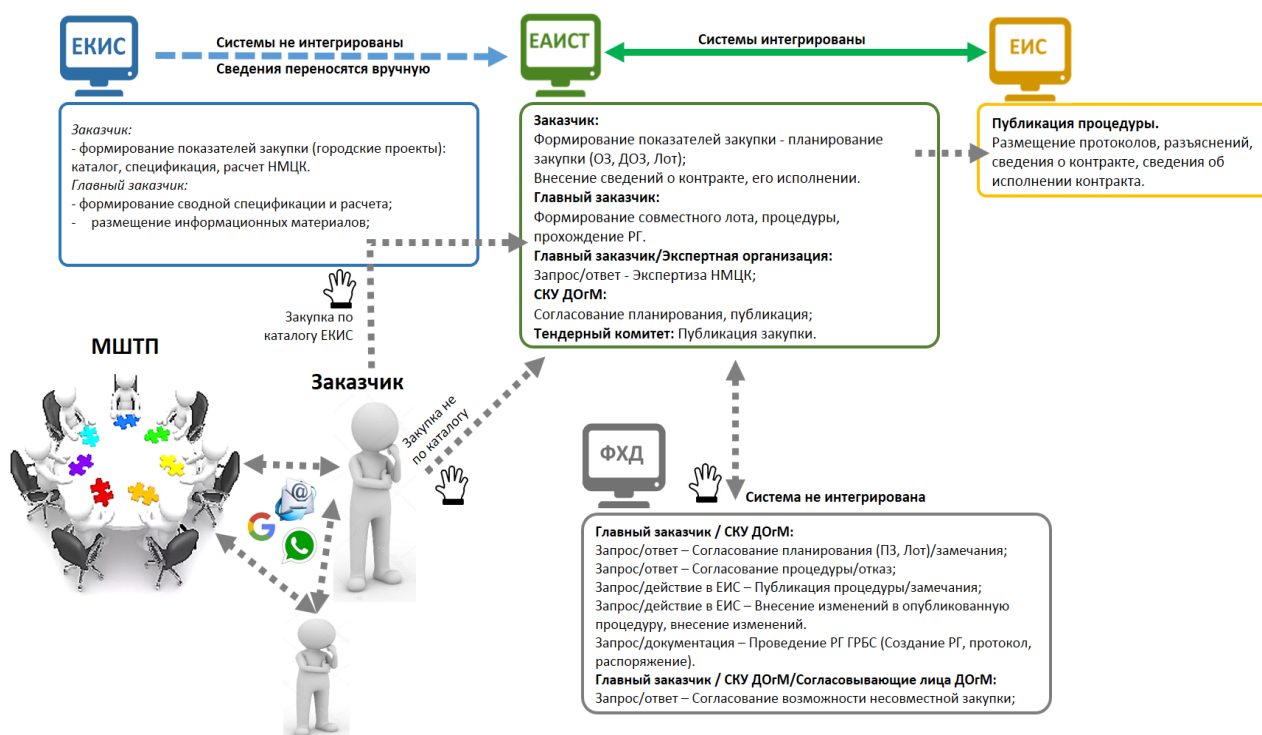 ЕКИС
Системы не интегрированы
Сведения переносятся вручную
ЕАИСТ
Системы интегрированы
ЕИС
Заказчик:
- формирование показателей закупки (городские проекты):
каталог, спецификация, расчет НМЦК.
Главный заказчик:
- формирование сводной спецификации и расчета;
- размещение информационных материалов;
Заказчик:
Формирование показателей закупки - планирование
закупки (ОЗ, ДОЗ, Лот);
Внесение сведений о контракте, его исполнении.
Главный заказчик:
Формирование совместного лота, процедуры,
прохождение РГ.
Главный заказчик/Экспертная организация:
Запрос/ответ - Экспертиза НМЦК;
СКУ ДОгМ:
Согласование планирования, публикация;
Тендерный комитет: Публикация закупки.
Публикация процедуры.
Размещение протоколов, разъяснений,
сведения о контракте, сведения об
исполнении контракта.
Закупка по
каталогу ЕКИС
МШТП
Заказчик
Закупка не
по каталогу
@
G
ФХД
Система не интегрирована
Главный заказчик / СКУ ДОгМ:
Запрос/ответ – Согласование планирования (ПЗ, Лот)/замечания;
Запрос/ответ – Согласование процедуры/отказ;
Запрос/действие в ЕИС – Публикация процедуры/замечания;
Запрос/действие в ЕИС – Внесение изменений в опубликованную
процедуру, внесение изменений.
Запрос/документация – Проведение РГ ГРБС (Создание РГ, протокол,
распоряжение).
Главный заказчик / СКУ ДОгМ/Согласовывающие лица ДОгМ:
Запрос/ответ – Согласование возможности несовместной закупки;